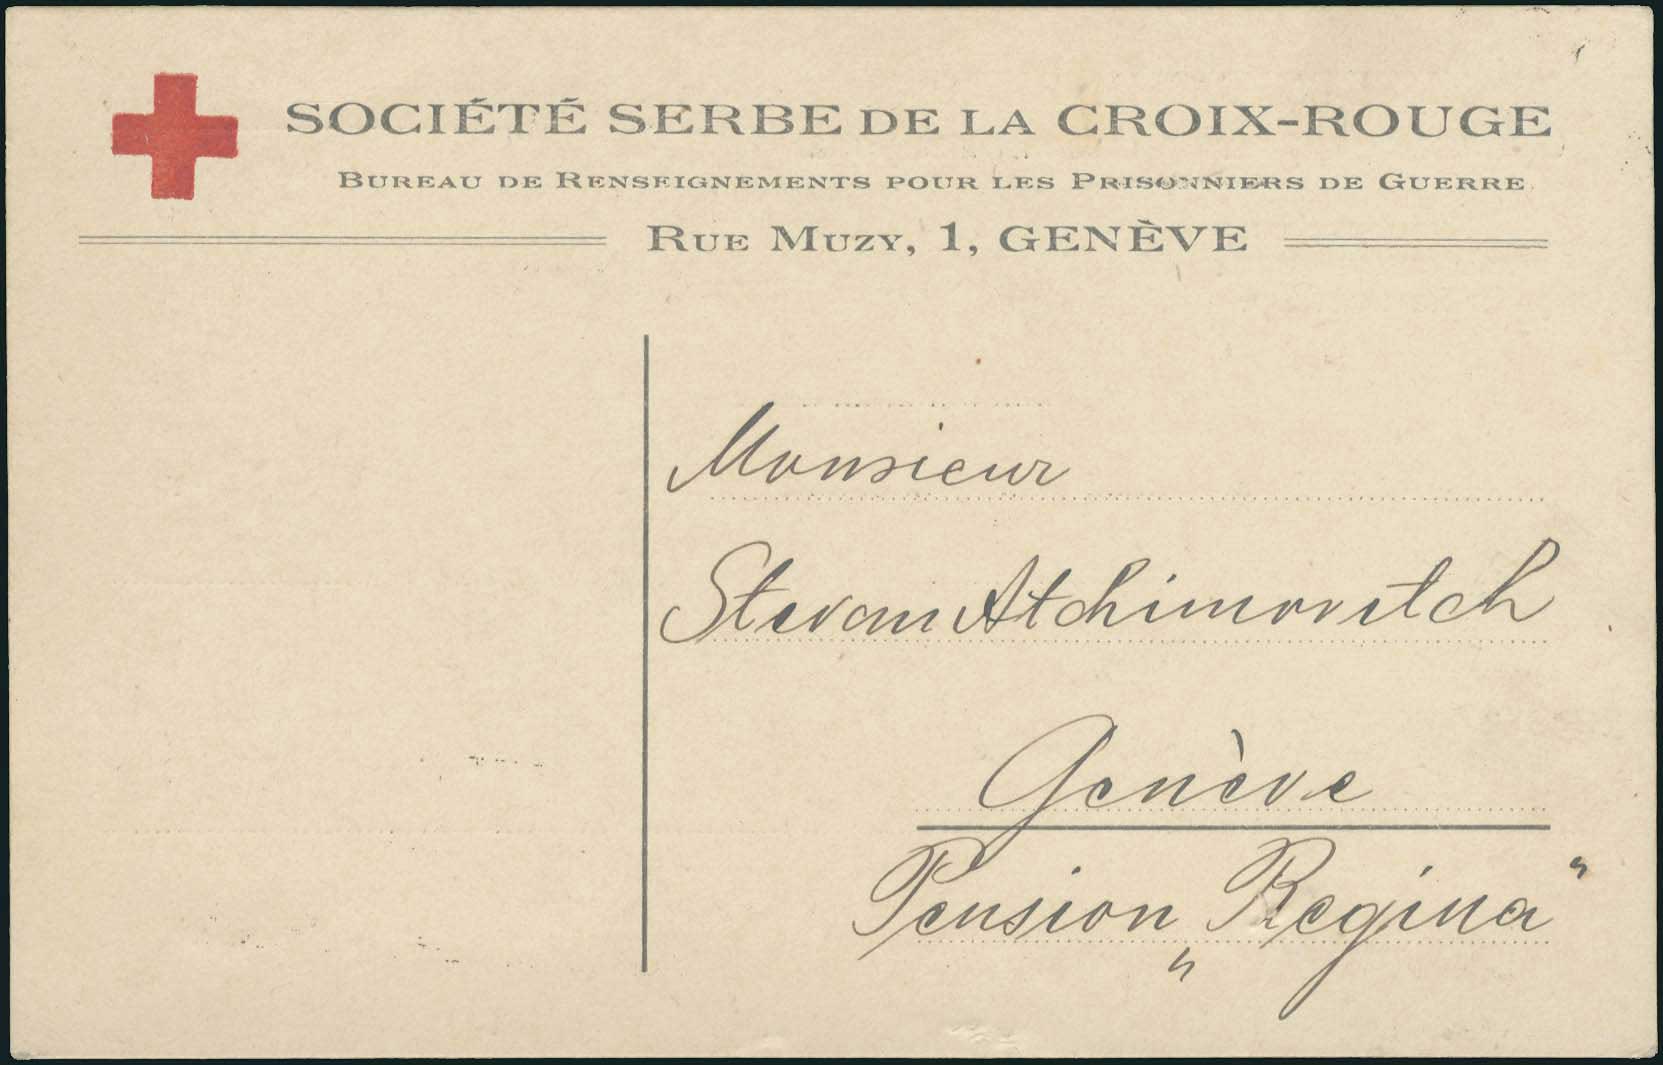 SOCIÉTÉ SERBE DE LA CROIX-ROUGE
BUREAU DE RENSEIGNEMENTS POUR LES PRISONNIERS DE GUERRE
RUE MUZY, 1, GENÈVE
Monsieur
Stevan Atchimovitch
Genève
Pension „Regina"